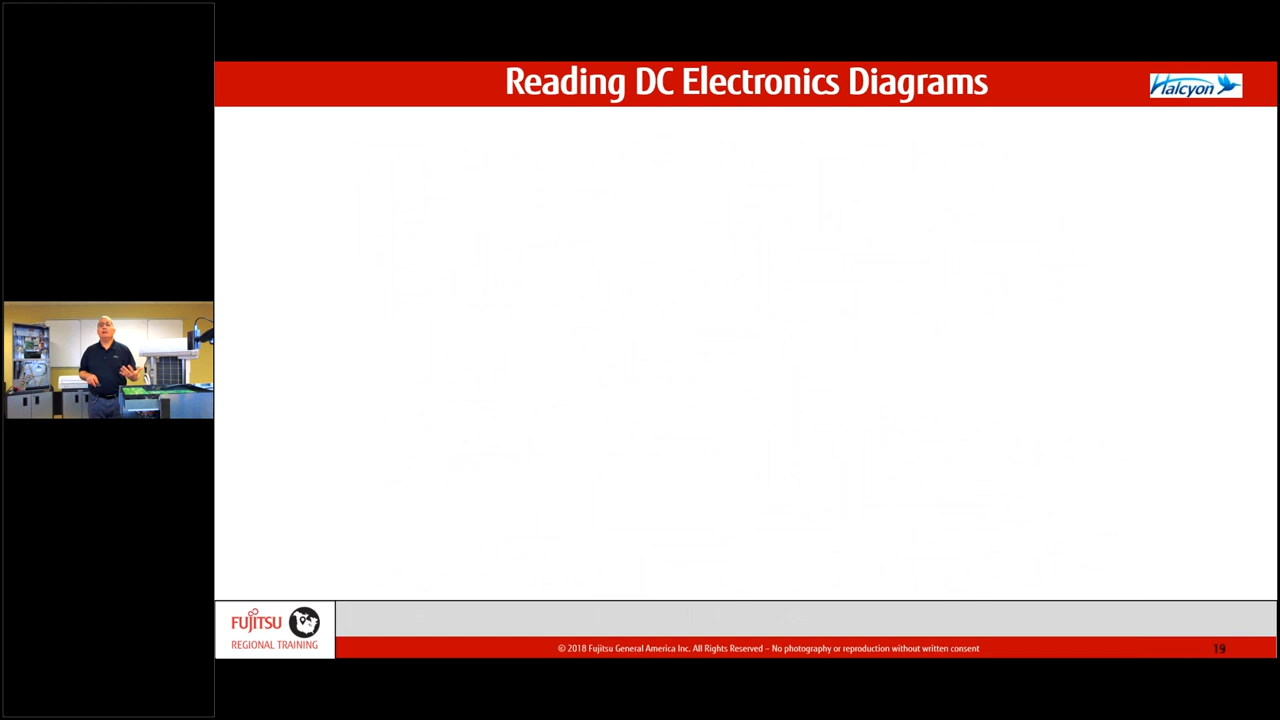 Reading DC Electronics Diagrams
Halcyon
FUJITSU
REGIONAL TRAINING
© 2018 Fujitsu General America Inc. All Rights Reserved – No photography or reproduction without written consent
19